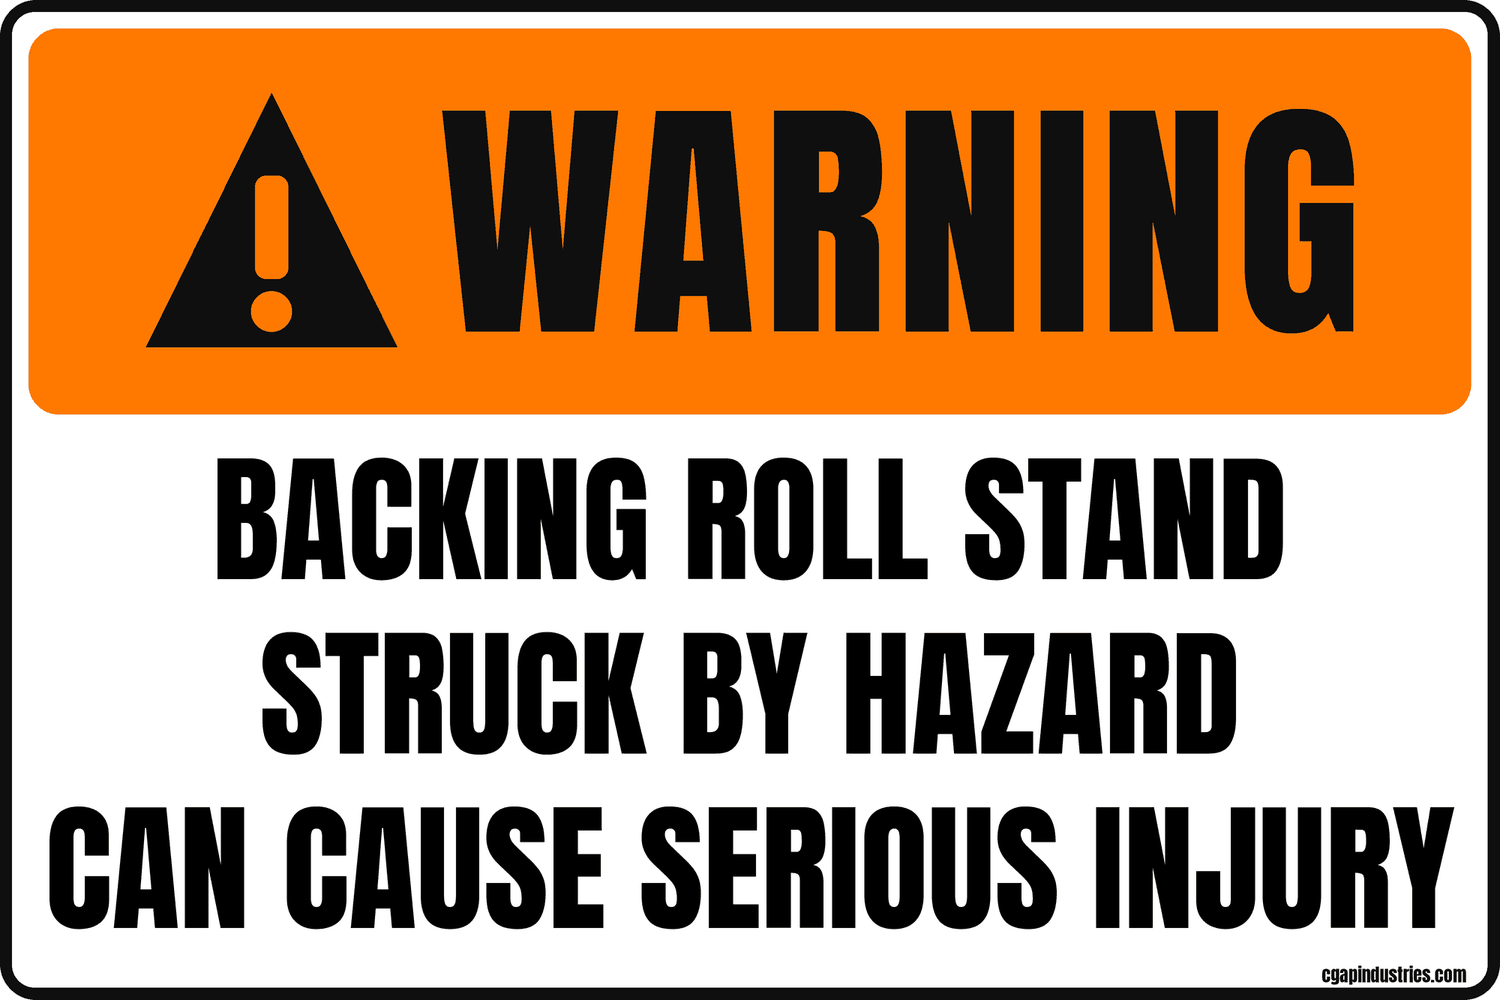 WARNING
BACKING ROLL STAND
STRUCK BY HAZARD
CAN CAUSE SERIOUS INJURY
cgapindustries.com